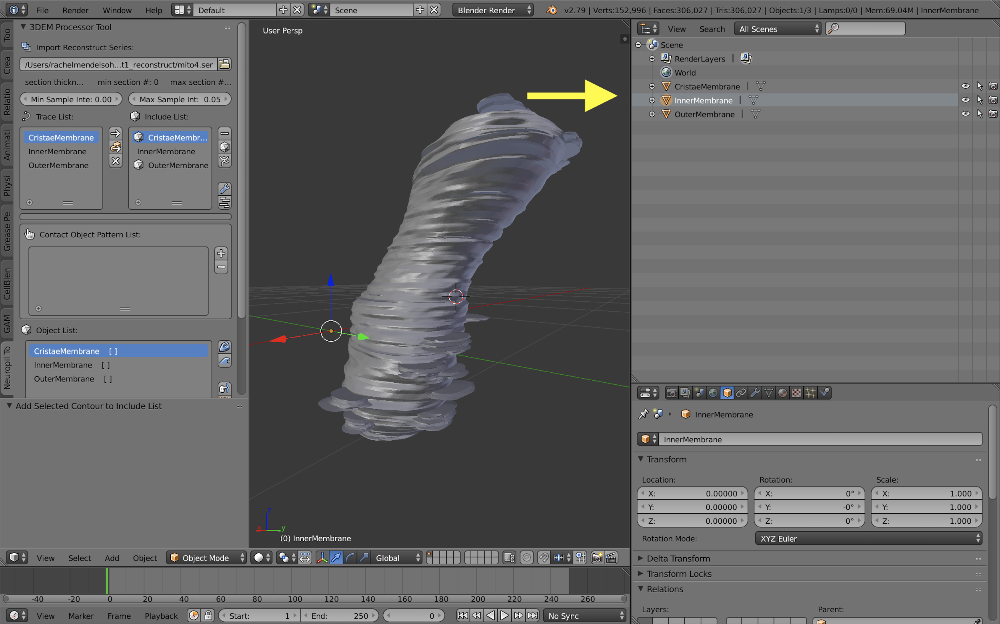 File Render Window Help Default Scene Blender Render v2.79 | Verts:152,996 | Faces:306,027 | Tris:306,027 | Objects:1/3 | Lamps:0/0 | Mem:69.04M | InnerMembrane
Too
Crea
Relatio
Animati
Physi
Grease Pe
CellBlen
GAM
Neuropil To
3DEM Processor Tool
Import Reconstruct Series:
/Users/rachelmendelsoh...t1_reconstruct/mito4.ser
section thickn... min section #: 0 max section #...
Min Sample Inte: 0.00 Max Sample Int: 0.05
Trace List: Include List:
CristaeMembrane CristaeMembr...
InnerMembrane InnerMembrane
OuterMembrane OuterMembrane
Contact Object Pattern List:
Object List:
CristaeMembrane [ ]
InnerMembrane [ ]
OuterMembrane [ ]
Add Selected Contour to Include List
User Persp
z
x y
(0) InnerMembrane
View Select Add Object Object Mode Global
-40 -20 0 20 40 60 80 100 120 140 160 180 200 220 240 260
View Marker Frame Playback Start: 1 End: 250 0 No Sync
View Search All Scenes
Scene
RenderLayers |
World
CristaeMembrane |
InnerMembrane |
OuterMembrane |
InnerMembrane
InnerMembrane
Transform
Location: Rotation: Scale:
X: 0.00000 X: 0° X: 1.000
Y: 0.00000 Y: -0° Y: 1.000
Z: 0.00000 Z: 0° Z: 1.000
Rotation Mode: XYZ Euler
Delta Transform
Transform Locks
Relations
Layers: Parent: